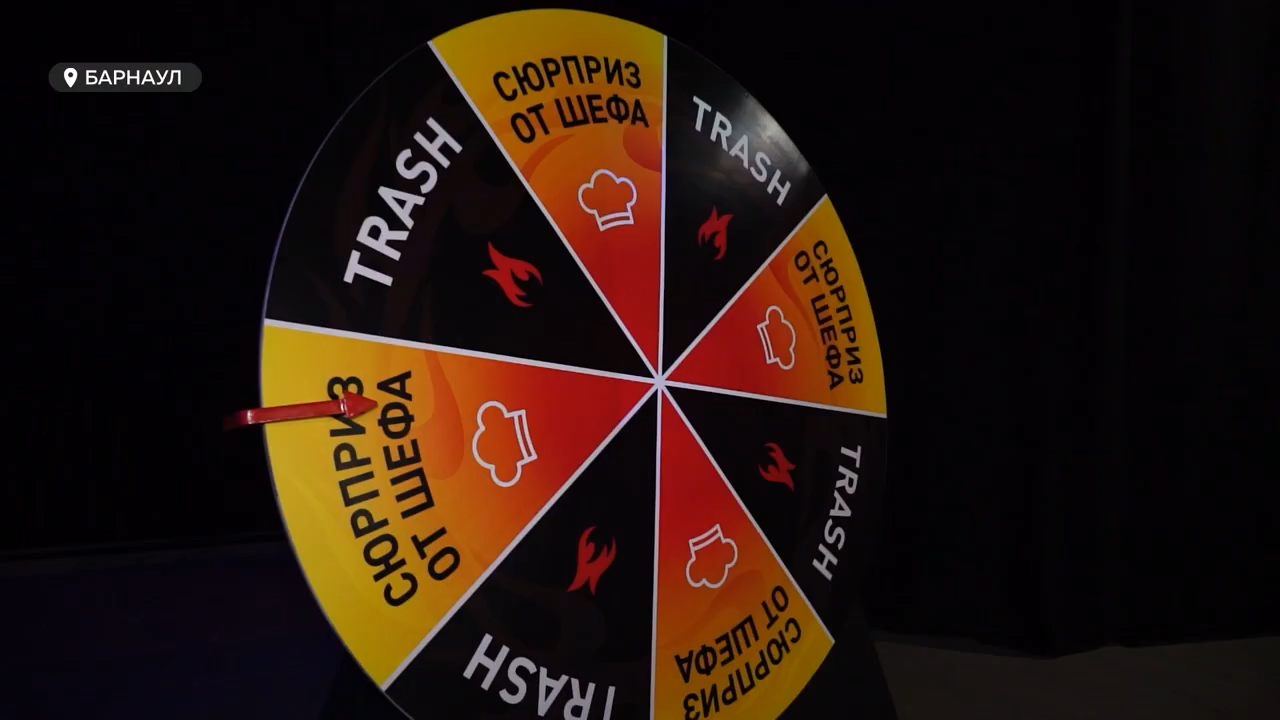 БАРНАУЛ
СЮРПРИЗ
ОТ ШЕФА
TRASH
TRASH
СЮРПРИЗ
ОТ ШЕФА
СЮРПРИЗ
ОТ ШЕФА
TRASH
TRASH
СЮРПРИЗ
ОТ ШЕФА